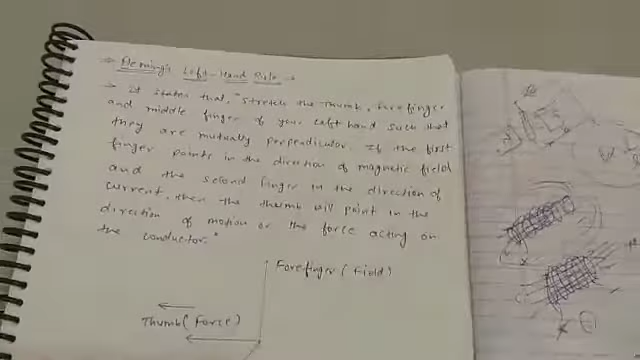 ⇒ Fleming's Left-Hand Rule →
→ It states that, "stretch the thumb, forefinger
and middle finger of your left hand such that
they are mutually perpendicular. If the first
finger points in the direction of magnetic field
and the second finger in the direction of
current, then the thumb will point in the
direction of motion or the force acting on
the conductor."
Forefinger (Field)
Thumb (Force)